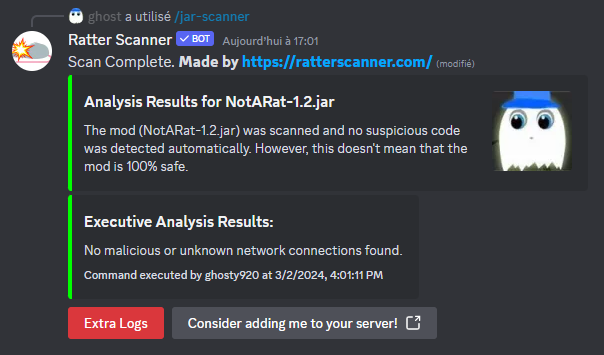 ghost a utilisé /jar-scanner
Ratter Scanner ✓ BOT Aujourd'hui à 17:01
Scan Complete. Made by https://ratterscanner.com/ (modifié)
Analysis Results for NotARat-1.2.jar
The mod (NotARat-1.2.jar) was scanned and no suspicious code
was detected automatically. However, this doesn't mean that the
mod is 100% safe.
Executive Analysis Results:
No malicious or unknown network connections found.
Command executed by ghosty920 at 3/2/2024, 4:01:11 PM
Extra Logs
Consider adding me to your server!